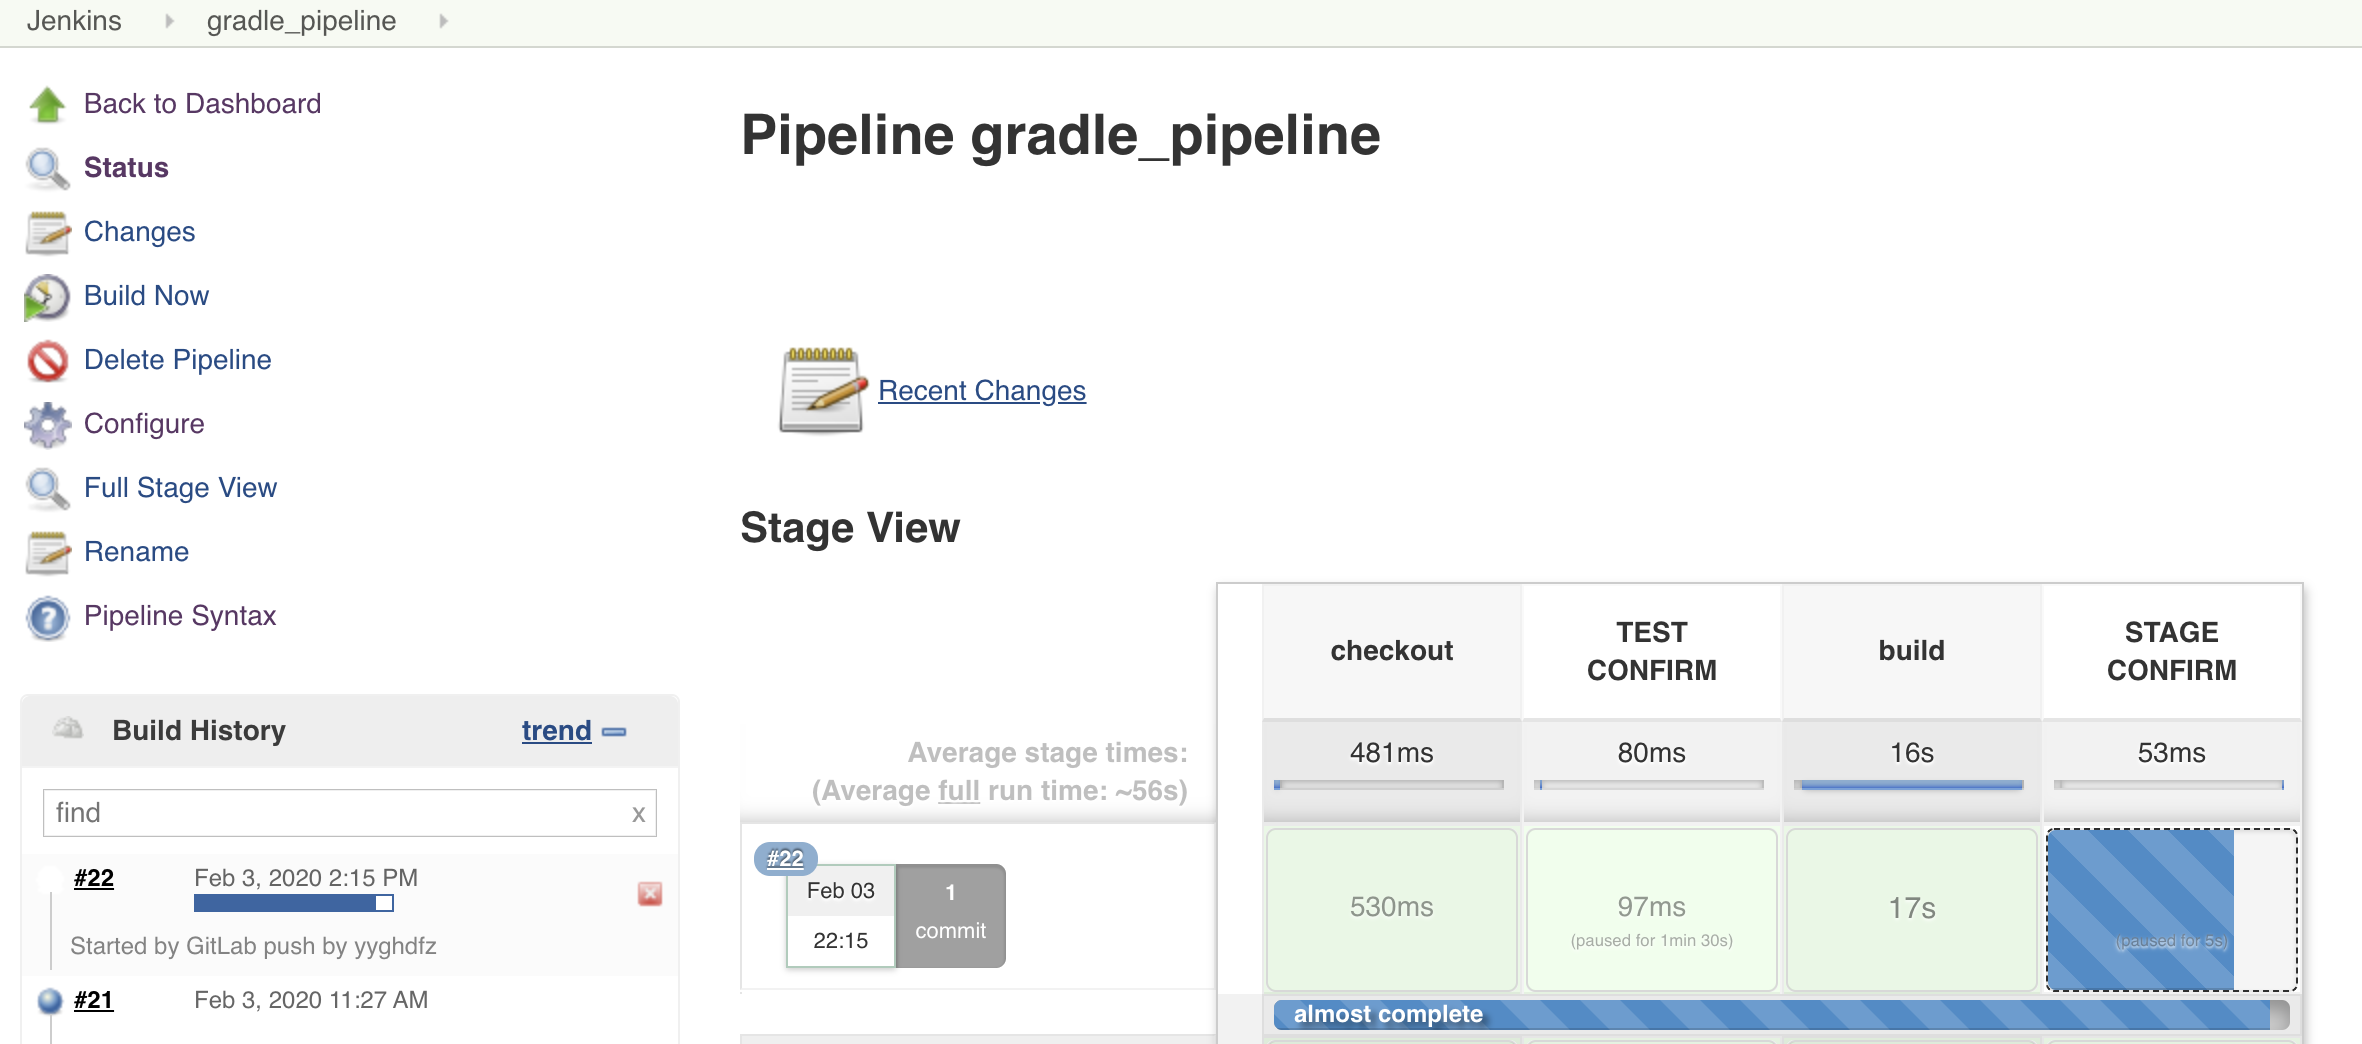 Jenkins
gradle_pipeline
Back to Dashboard
Status
Changes
Build Now
Delete Pipeline
Configure
Full Stage View
Rename
Pipeline Syntax
Build History
trend
find
x
#22
Feb 3, 2020 2:15 PM
Started by GitLab push by yyghdfz
#21
Feb 3, 2020 11:27 AM
Pipeline gradle_pipeline
Recent Changes
Stage View
checkout
TEST
CONFIRM
build
STAGE
CONFIRM
Average stage times:
(Average full run time: ~56s)
481ms
80ms
16s
53ms
#22
Feb 03
22:15
1
commit
530ms
97ms
(paused for 1min 30s)
17s
(paused for 5s)
almost complete